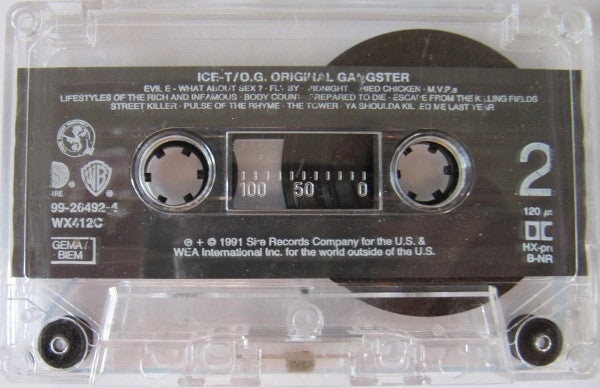 ICE-T/O.G. ORIGINAL GANGSTER
EVIL E - WHAT ABOUT SEX? - FLY BY - MIDNIGHT - FRIED CHICKEN - M.V.P.s
LIFESTYLES OF THE RICH AND INFAMOUS - BODY COUNT - PREPARED TO DIE - ESCAPE FROM THE KILLING FIELDS
STREET KILLER - PULSE OF THE RHYME - THE TOWER - YA SHOULDA KILLED ME LAST YEAR
IRE
99-26492-4
WX412C
GEMA/
BIEM
100 50 0
2
120 µ
HX-pro
B-NR
℗ + © 1991 Sire Records Company for the U.S. &
WEA International Inc. for the world outside of the U.S.